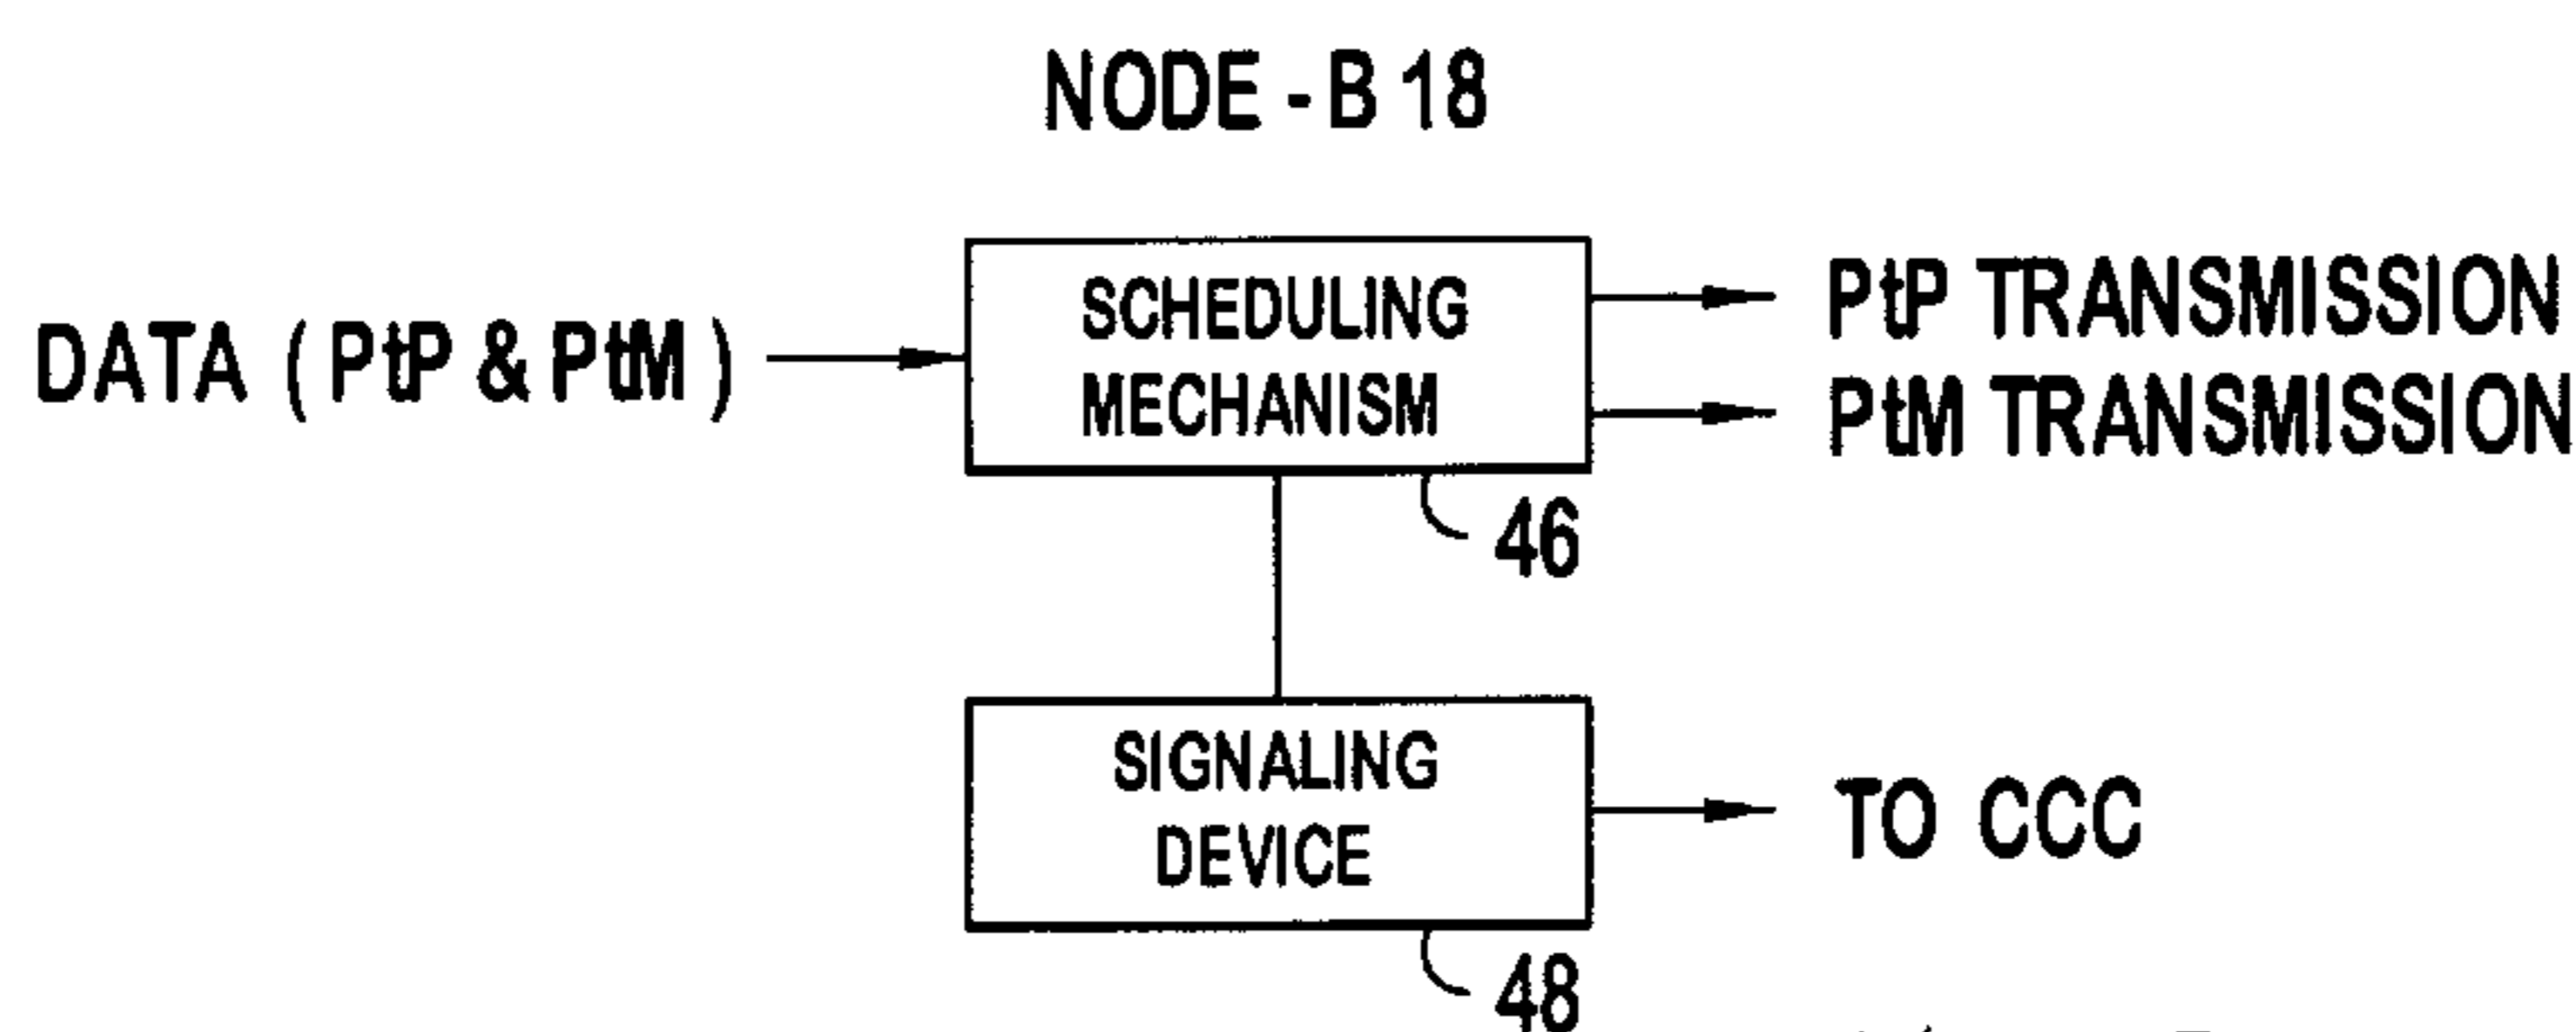 NODE - B 18
DATA ( PtP & PtM )
SCHEDULING
MECHANISM
PtP TRANSMISSION
PtM TRANSMISSION
46
SIGNALING
DEVICE
TO CCC
48